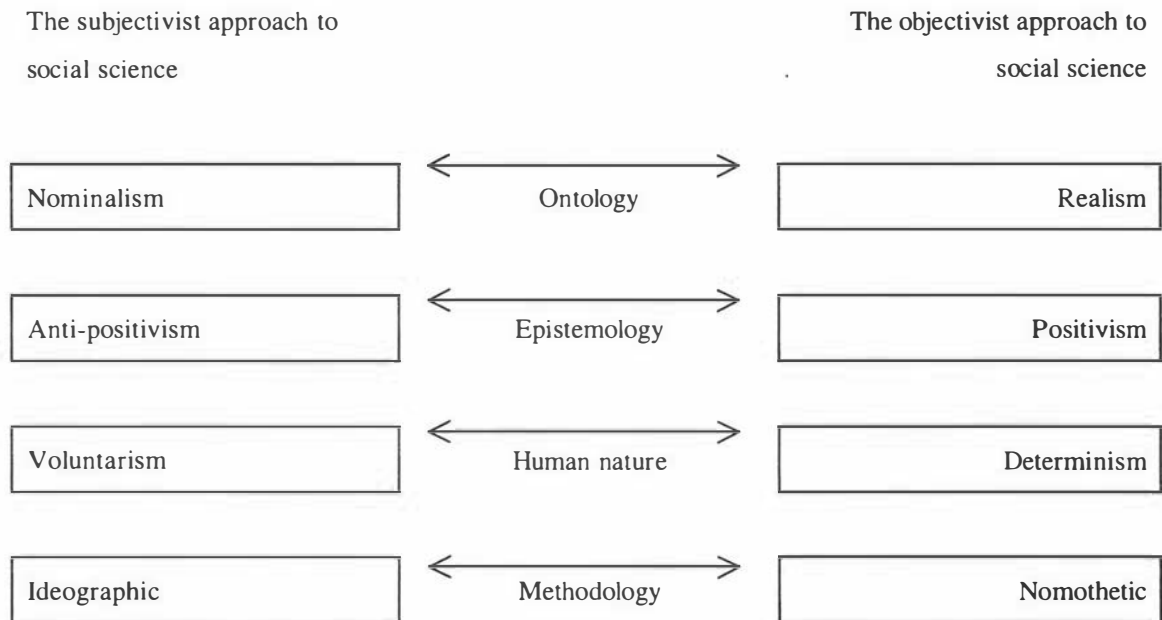 The subjectivist approach to
social science
The objectivist approach to
social science
Nominalism
Ontology
Realism
Anti-positivism
Epistemology
Positivism
Voluntarism
Human nature
Determinism
Ideographic
Methodology
Nomothetic